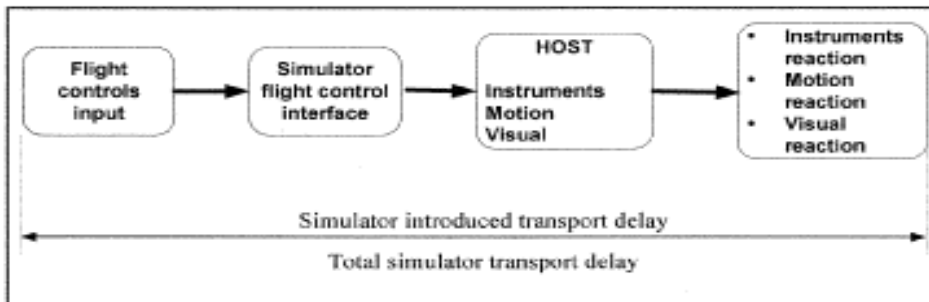 Flight
controls
input
Simulator
flight control
interface
HOST
Instruments
Motion
Visual
• Instruments
reaction
• Motion
reaction
• Visual
reaction
Simulator introduced transport delay
Total simulator transport delay